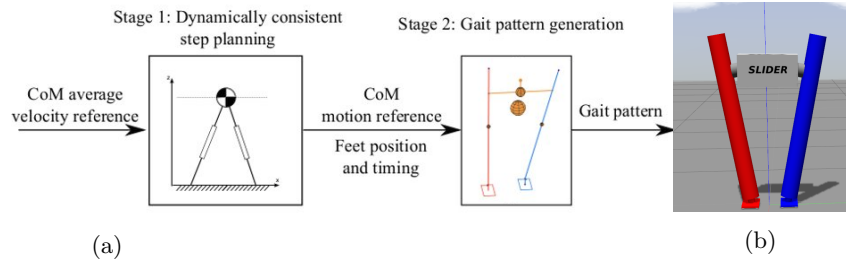 Stage 1: Dynamically consistent
step planning
Stage 2: Gait pattern generation
CoM average
velocity reference
z
x
CoM
motion reference
Feet position
and timing
Gait pattern
SLIDER
(a)
(b)